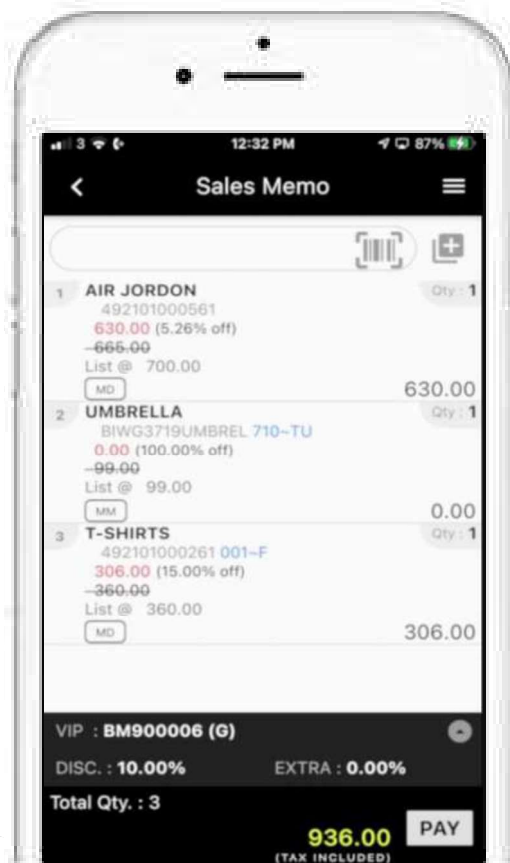 3 12:32 PM 87%
Sales Memo
1 AIR JORDON Qty : 1
492101000561
630.00 (5.26% off)
665.00
List @ 700.00
MD 630.00
2 UMBRELLA Qty : 1
BIWG3719UMBREL 710~TU
0.00 (100.00% off)
99.00
List @ 99.00
MM 0.00
3 T-SHIRTS Qty : 1
492101000261 001~F
306.00 (15.00% off)
360.00
List @ 360.00
MD 306.00
VIP : BM900006 (G)
DISC. : 10.00% EXTRA : 0.00%
Total Qty. : 3
936.00 PAY
(TAX INCLUDED)